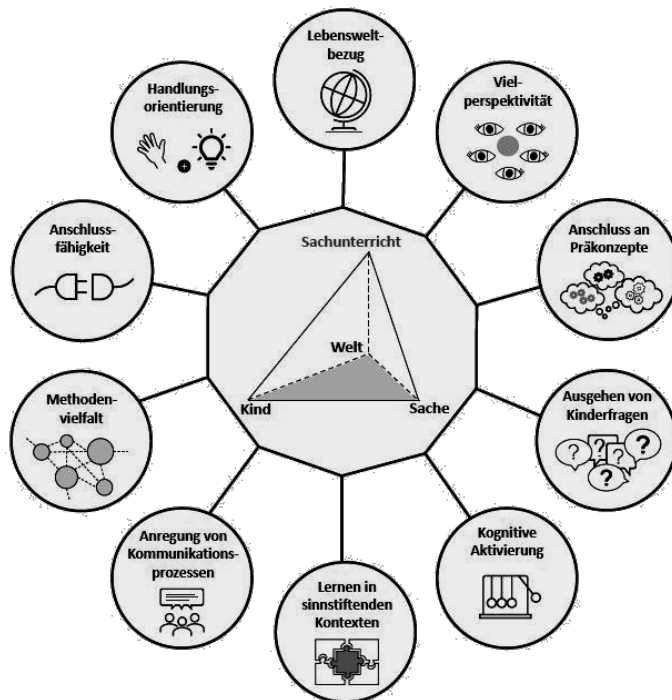 Lebenswelt-
bezug
Viel-
perspektivität
Anschluss an
Präkonzepte
Ausgehen von
Kinderfragen
? ? ? ? ?
Kognitive
Aktivierung
Lernen in
sinnstiftenden
Kontexten
Anregung von
Kommunikations-
prozessen
Methoden-
vielfalt
Anschluss-
fähigkeit
Handlungs-
orientierung
+
Sachunterricht
Welt
Kind
Sache